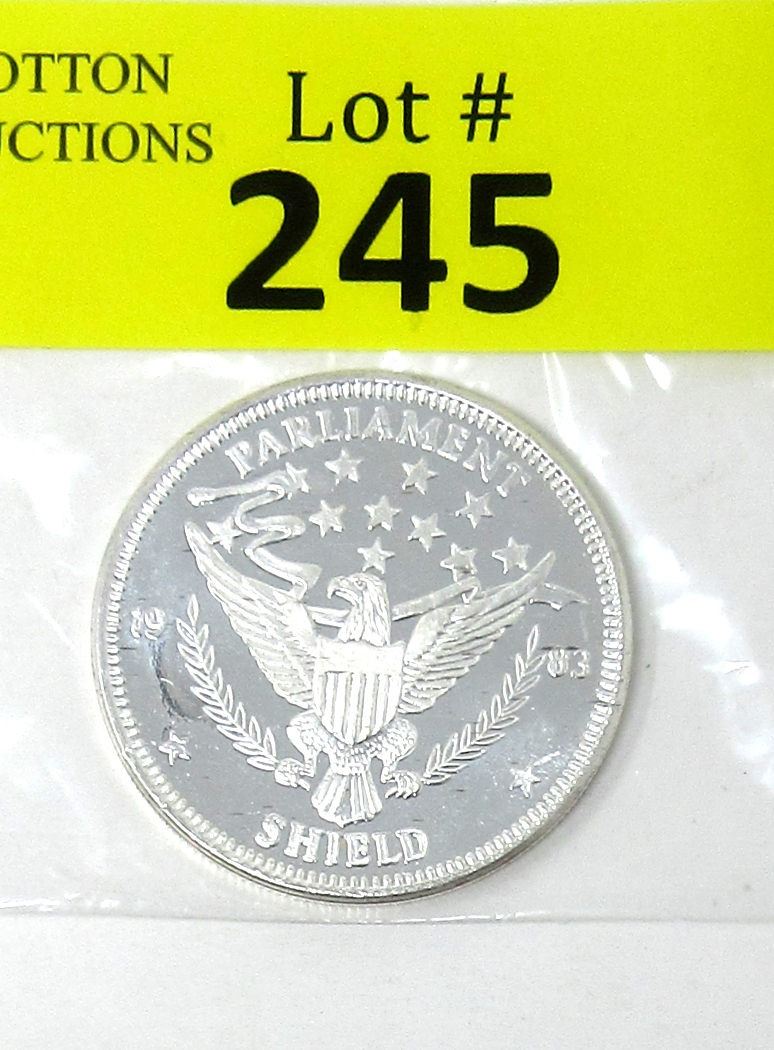 OTTON
UCTIONS
Lot #
245
PARLIAMENT
19 83
SHIELD